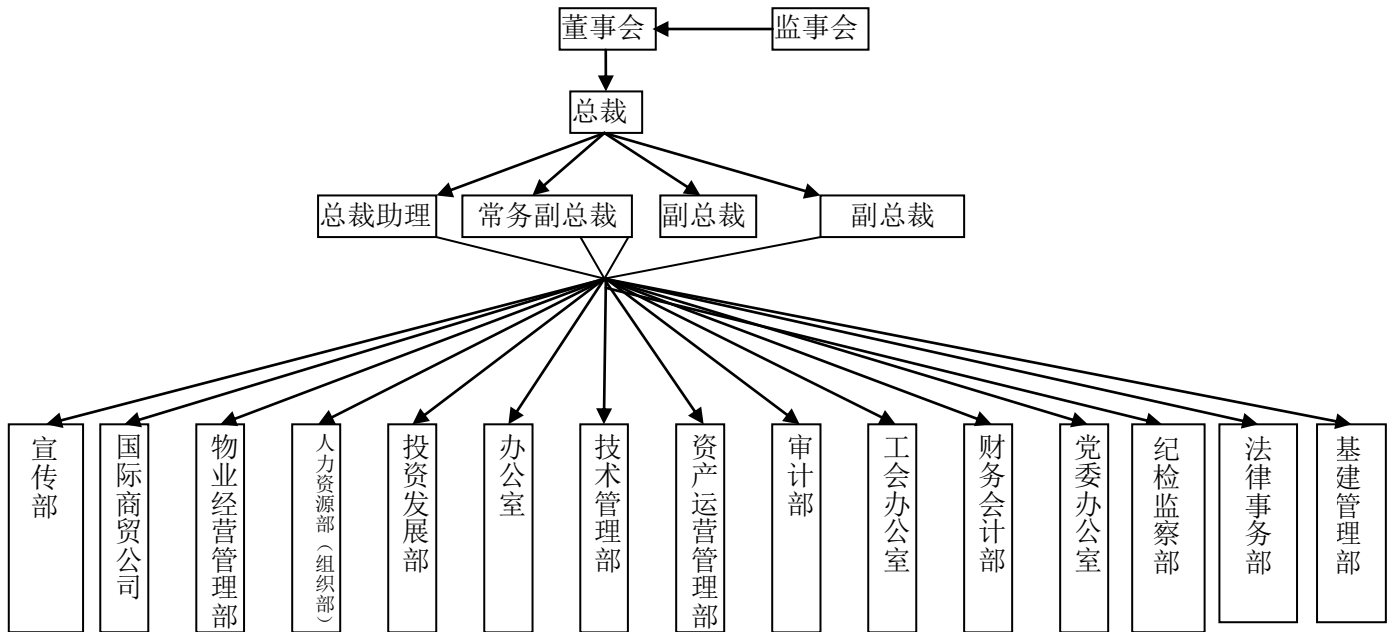 董事会
监事会
总裁
总裁助理
常务副总裁
副总裁
副总裁
宣传部
国际商贸公司
物业经营管理部
人力资源部（组织部）
投资发展部
办公室
技术管理部
资产运营管理部
审计部
工会办公室
财务会计部
党委办公室
纪检监察部
法律事务部
基建管理部